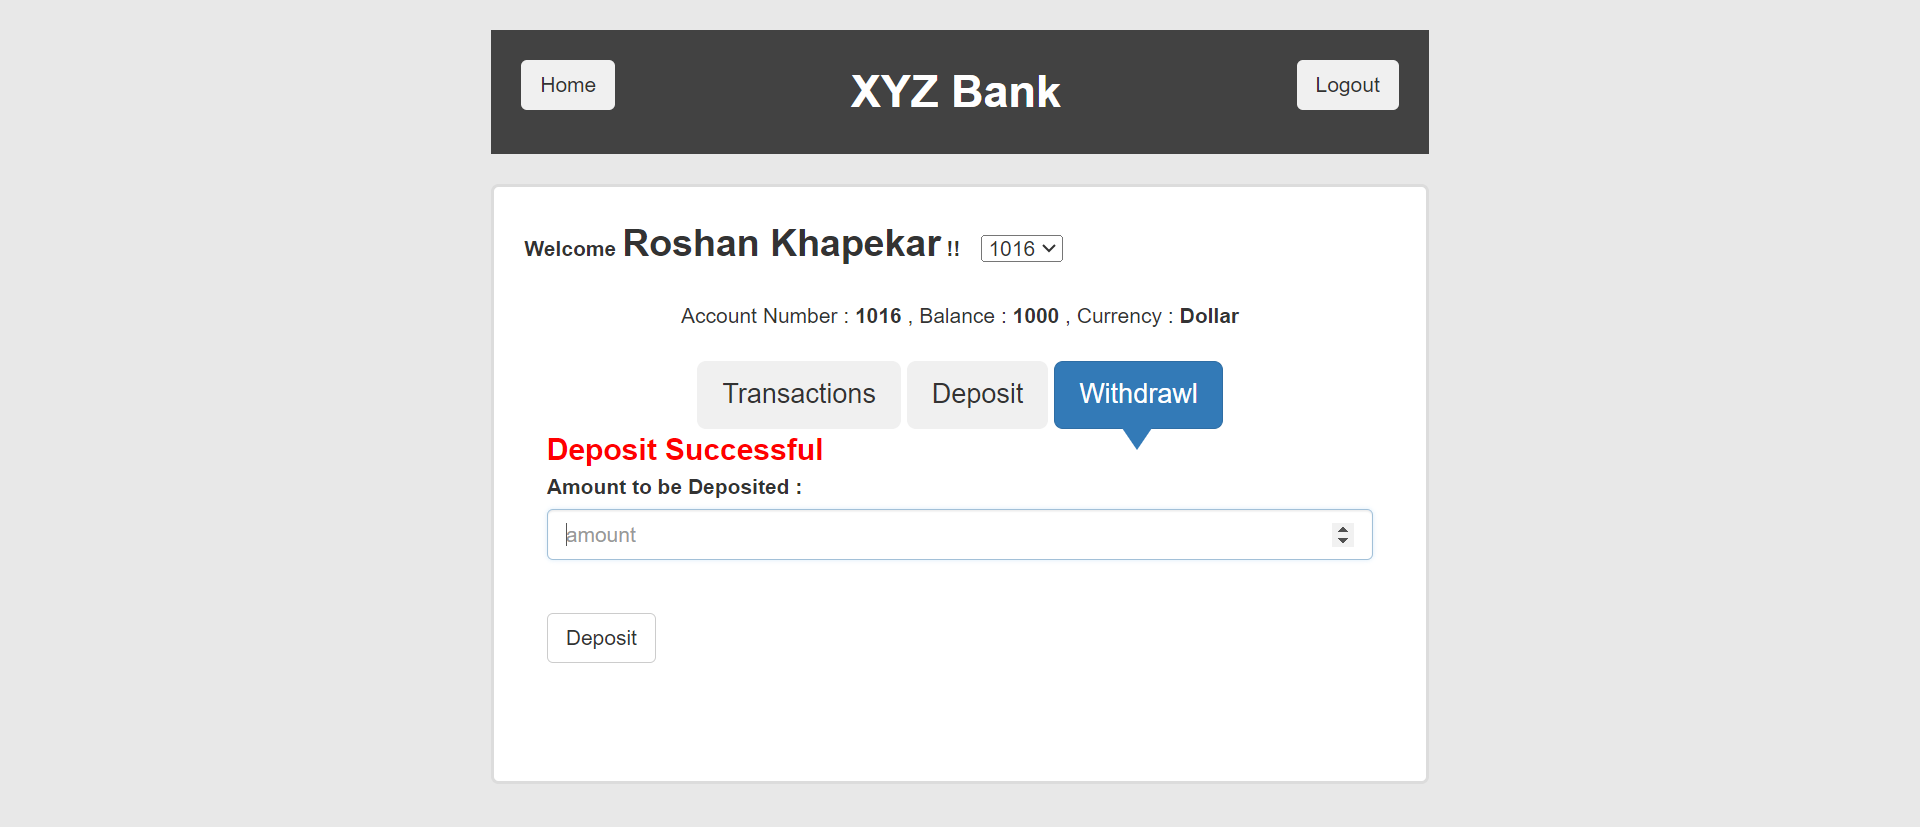 Home XYZ Bank Logout
Welcome Roshan Khapekar !! 1016
Account Number : 1016 , Balance : 1000 , Currency : Dollar
Transactions Deposit Withdrawl
Deposit Successful
Amount to be Deposited :
amount
Deposit